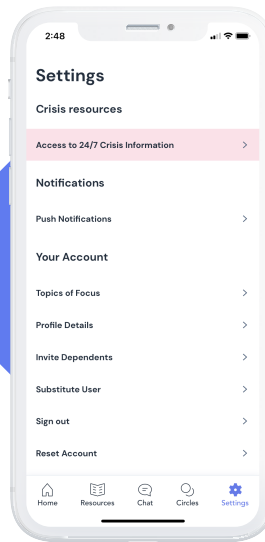 2:48
Settings
Crisis resources
Access to 24/7 Crisis Information
Notifications
Push Notifications
Your Account
Topics of Focus
Profile Details
Invite Dependents
Substitute User
Sign out
Reset Account
Home Resources Chat Circles Settings